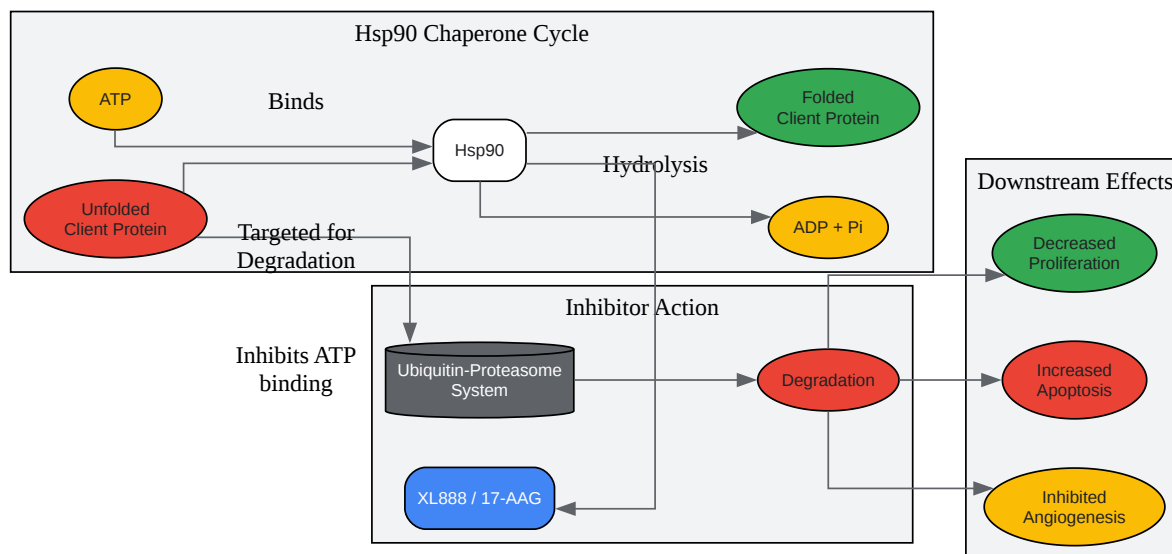 Hsp90 Chaperone Cycle
ATP
Binds
Folded
Client Protein
Hsp90
Hydrolysis
Unfolded
Client Protein
ADP + Pi
Targeted for
Degradation
Downstream Effects
Decreased
Proliferation
Inhibitor Action
Inhibits ATP
binding
Ubiquitin-Proteasome
System
Degradation
Increased
Apoptosis
XL888 / 17-AAG
Inhibited
Angiogenesis